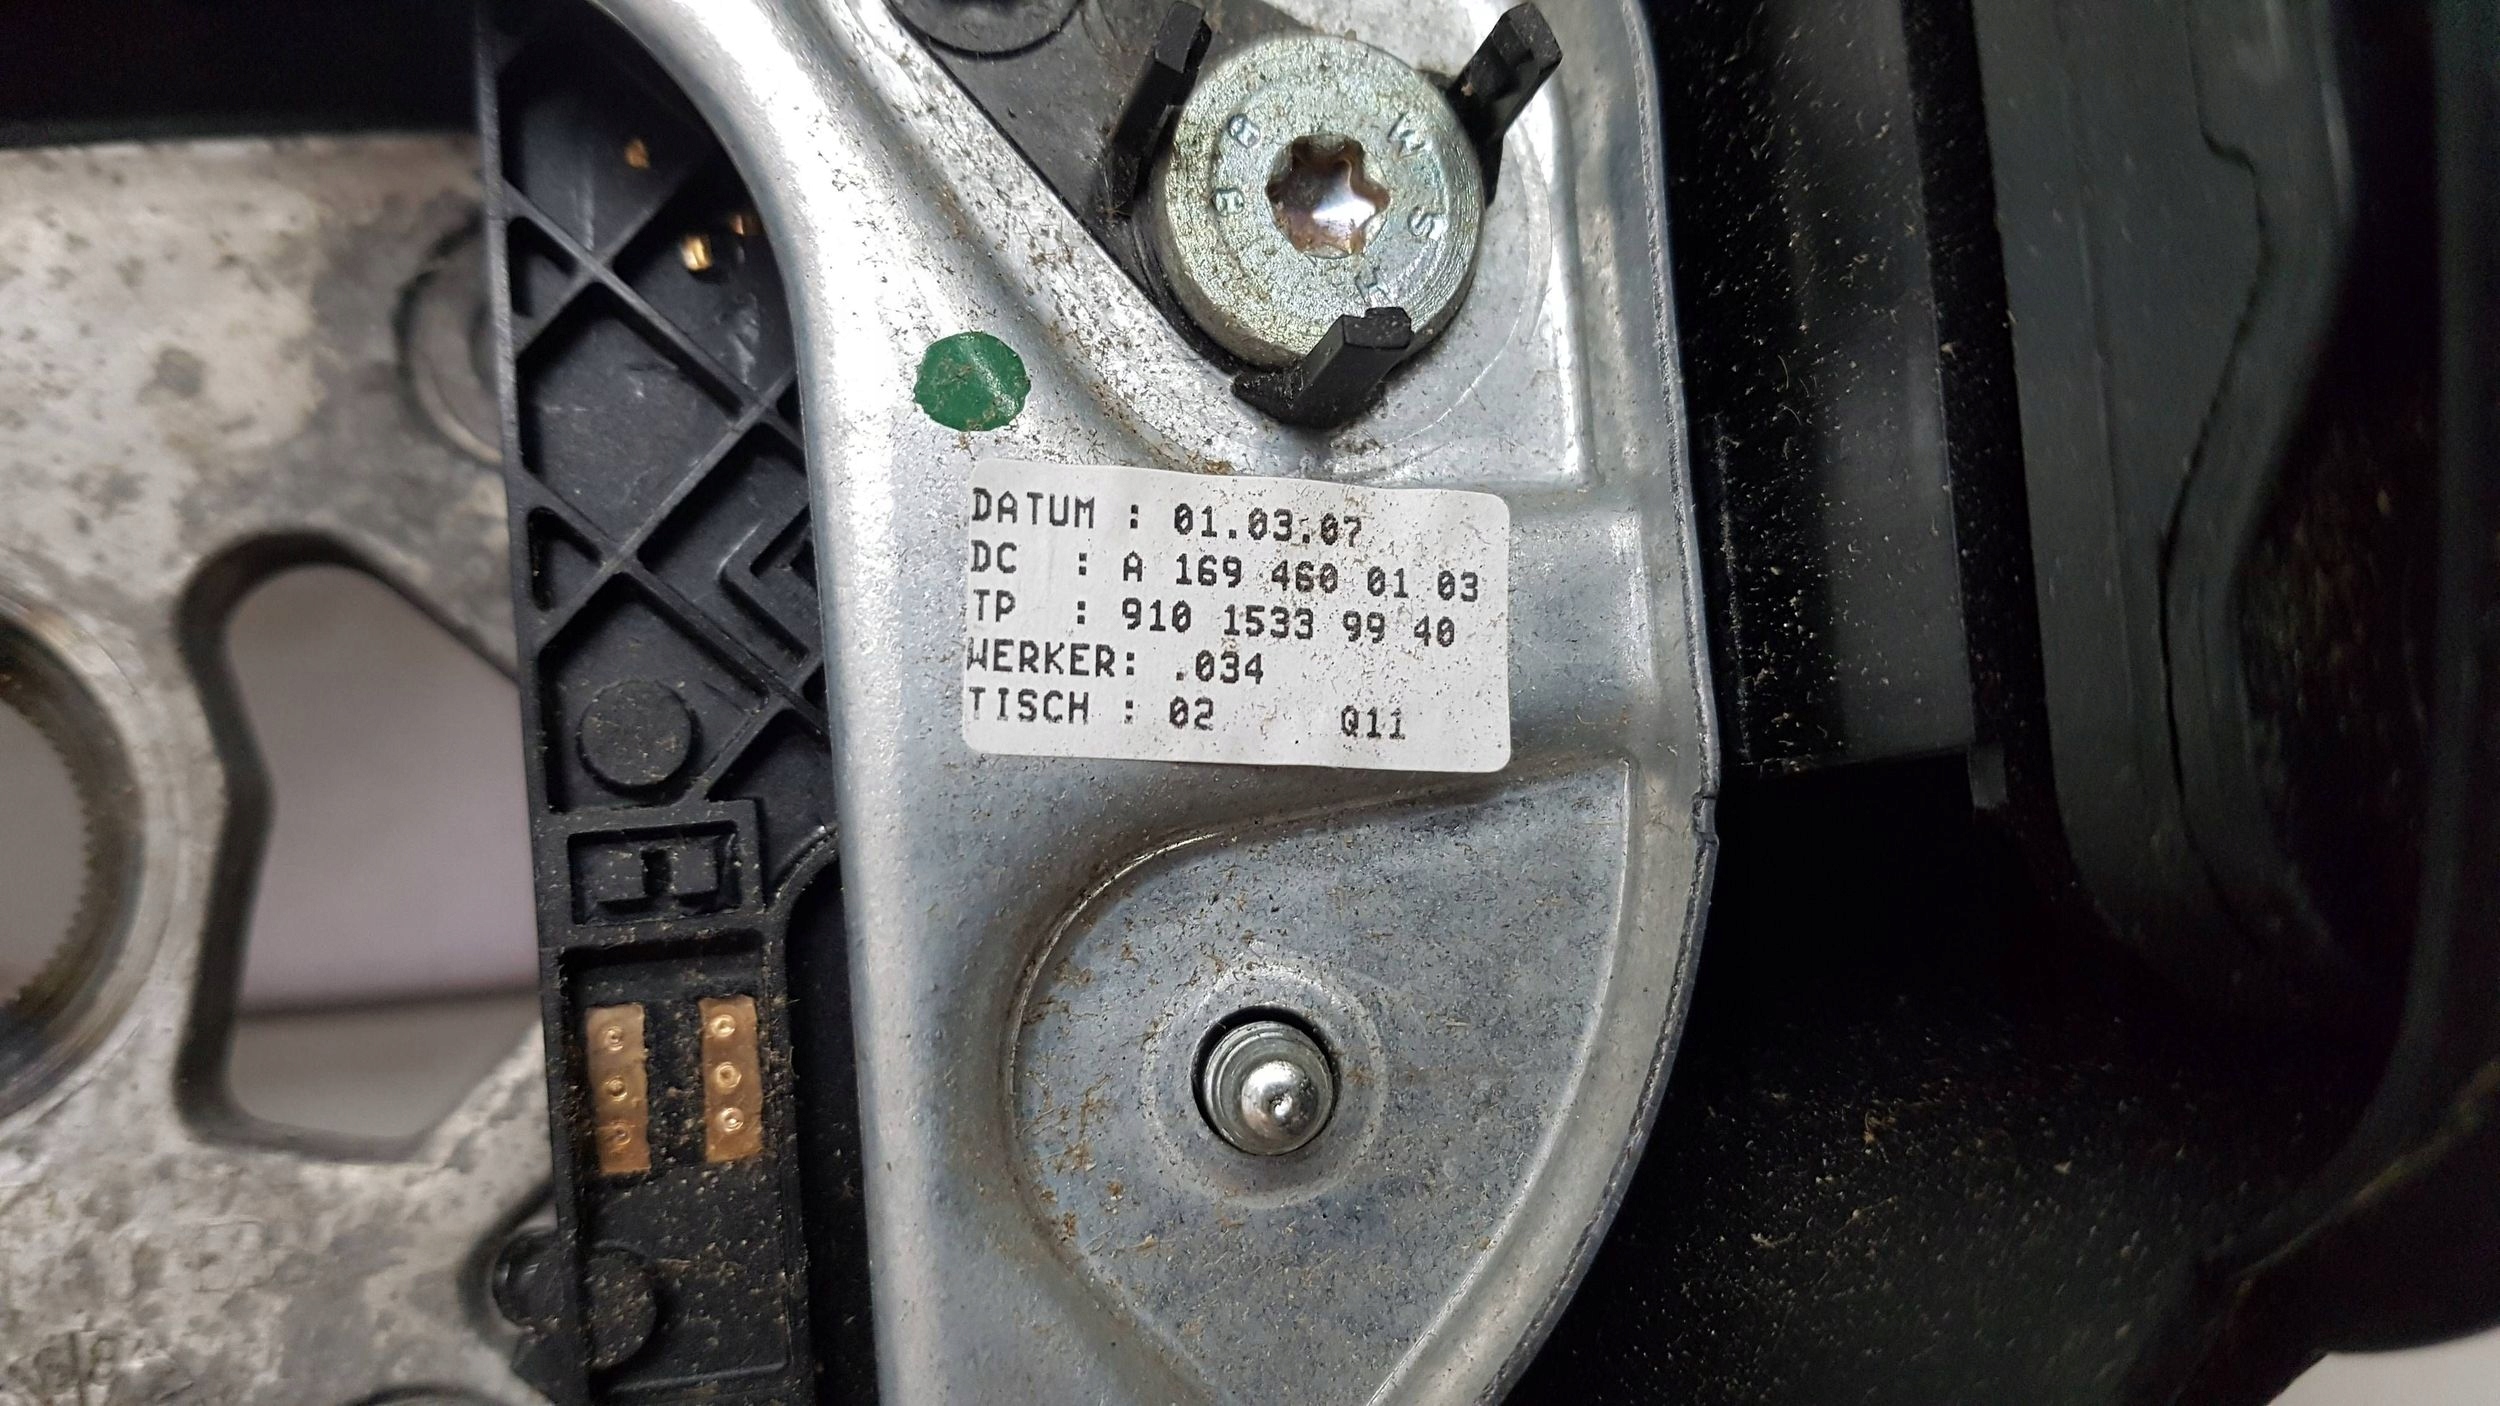 DATUM : 01.03.07
DC : A 169 460 01 03
TP : 910 1533 99 40
WERKER: .034
TISCH : 02 Q11